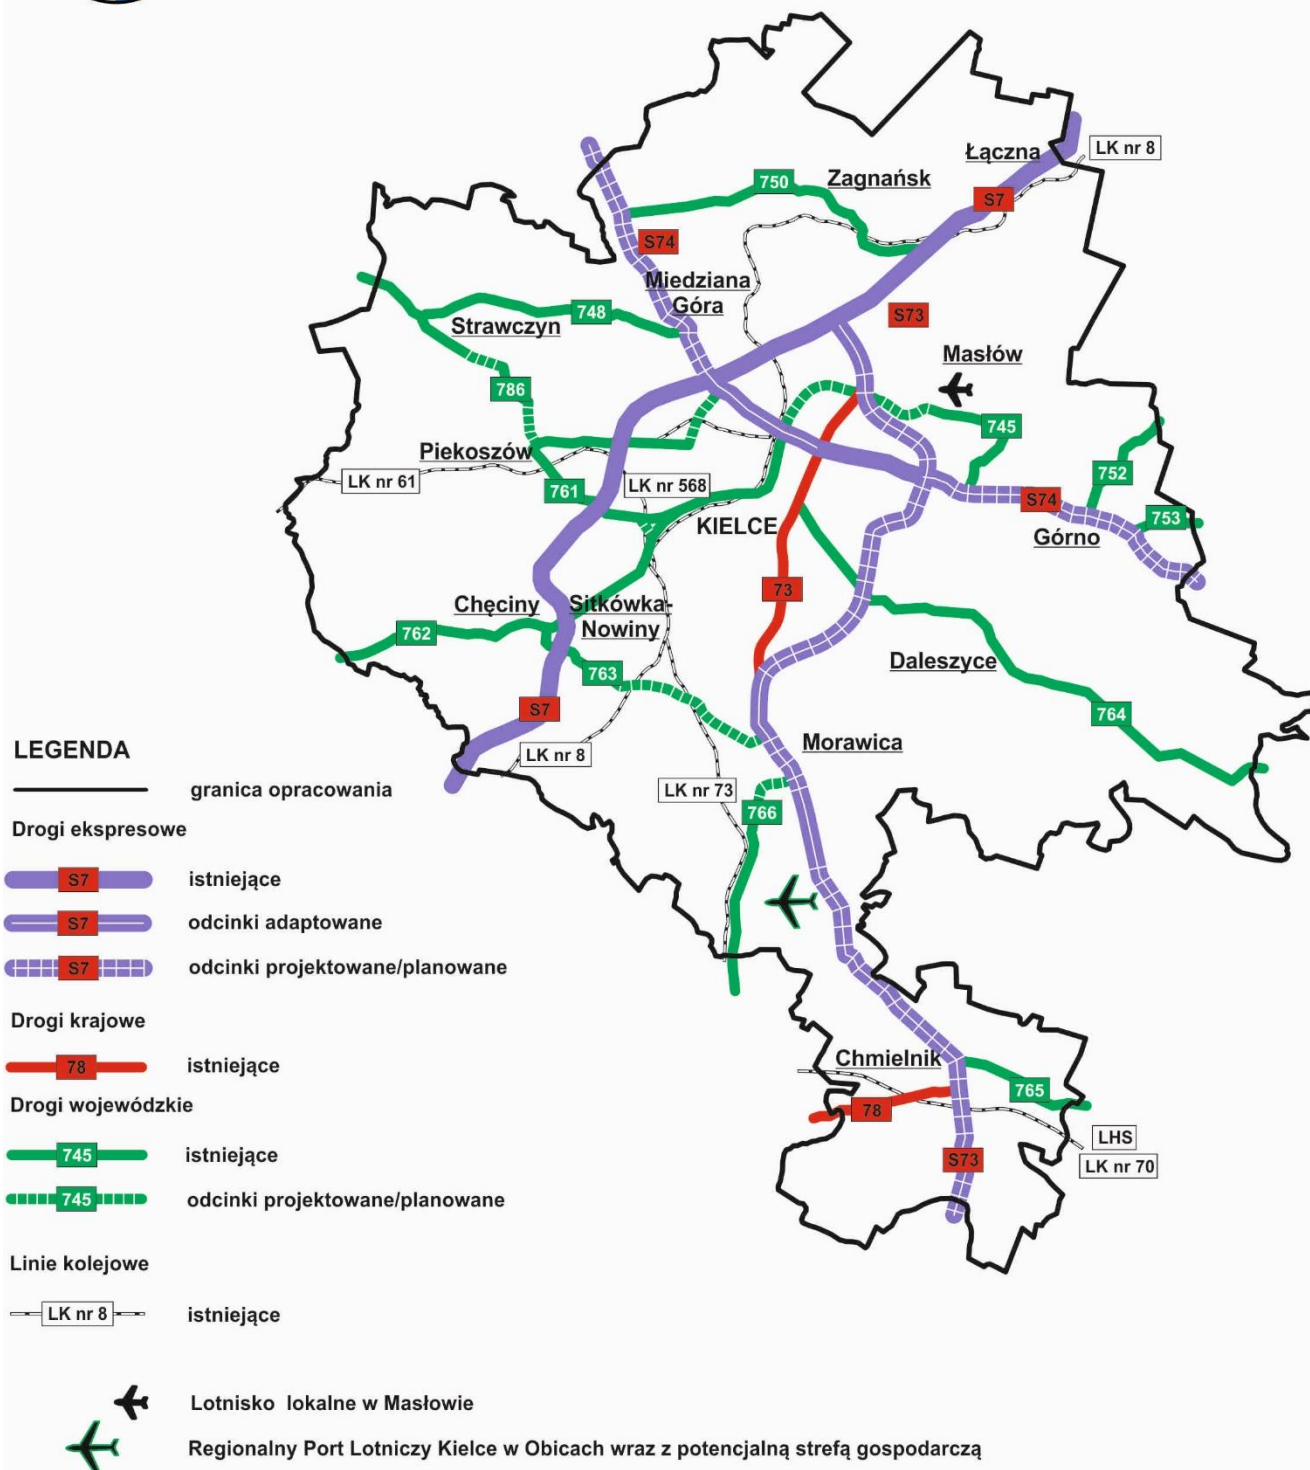 Łączna
LK nr 8
750
Zagnańsk
S7
S74
Miedziana
Góra
748
Strawczyn
S73
Masłów
786
745
Piekoszów
752
LK nr 61
761
LK nr 568
S74
753
KIELCE
Górno
73
Chęciny
Sitkówka-
Nowiny
762
763
Daleszyce
S7
764
Morawica
LK nr 8
LK nr 73
766
Chmielnik
765
78
LHS
S73
LK nr 70
LEGENDA
granica opracowania
Drogi ekspresowe
S7
istniejące
S7
odcinki adaptowane
S7
odcinki projektowane/planowane
Drogi krajowe
78
istniejące
Drogi wojewódzkie
745
istniejące
745
odcinki projektowane/planowane
Linie kolejowe
LK nr 8
istniejące
Lotnisko lokalne w Masłowie
Regionalny Port Lotniczy Kielce w Obicach wraz z potencjalną strefą gospodarczą